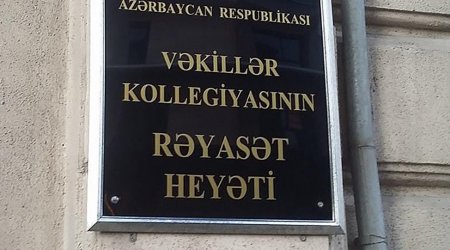 AZƏRBAYCAN RESPUBLİKASI
VƏKİLLƏR
KOLLEGİYASININ
RƏYASƏT
HEYƏTİ